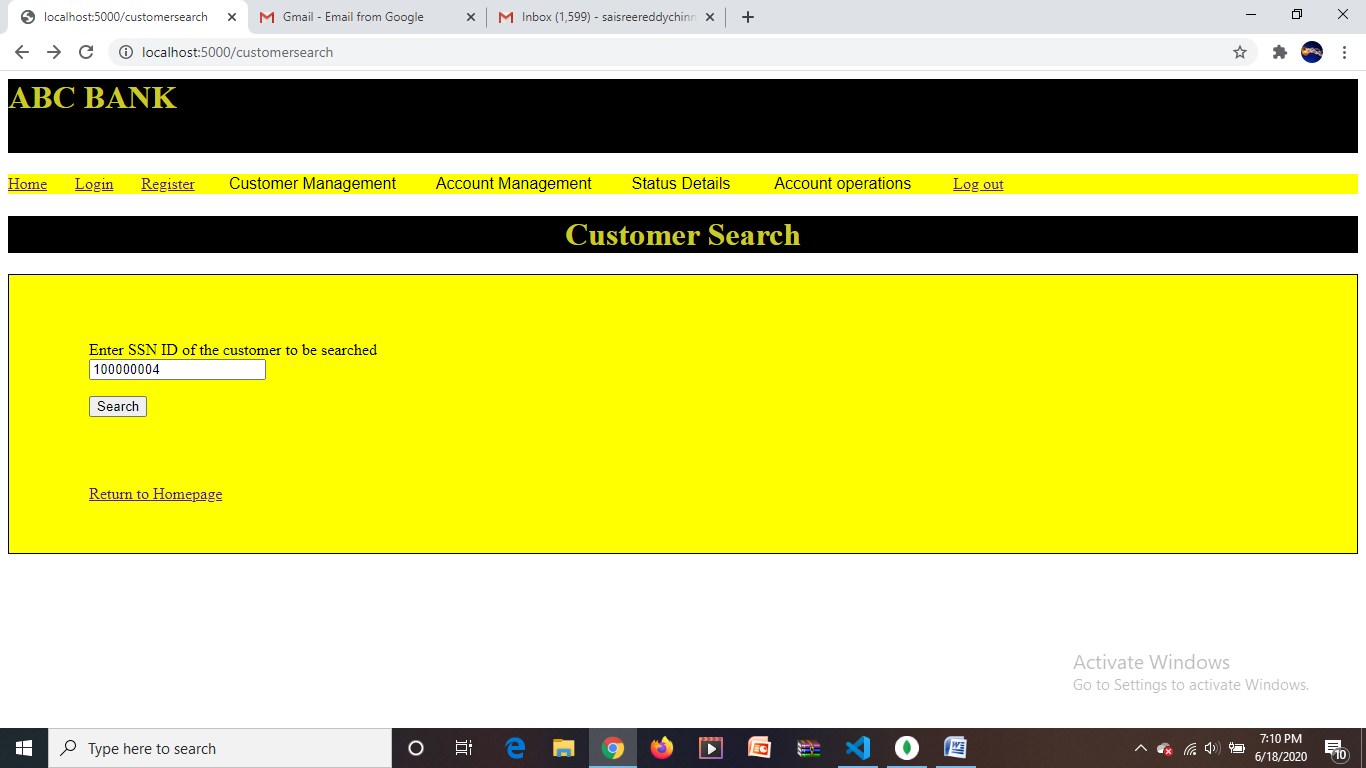 localhost:5000/customersearch
Gmail - Email from Google
Inbox (1,599) - saisreereddychinn
localhost:5000/customersearch
ABC BANK
Home Login Register Customer Management Account Management Status Details Account operations Log out
Customer Search
Enter SSN ID of the customer to be searched
100000004
Search
Return to Homepage
Activate Windows
Go to Settings to activate Windows.
Type here to search
7:10 PM
6/18/2020
10